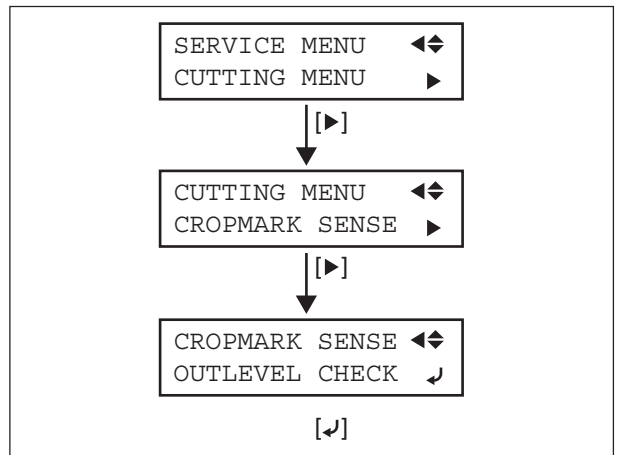 SERVICE MENU ◀◆
CUTTING MENU ▶
[▶]
CUTTING MENU ◀◆
CROPMARK SENSE ▶
[▶]
CROPMARK SENSE ◀◆
OUTLEVEL CHECK ↵
[↵]